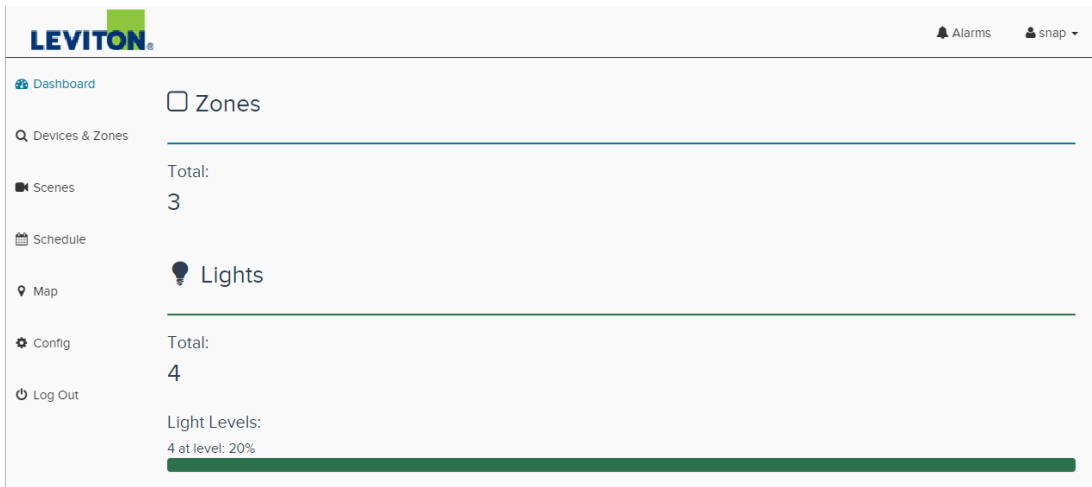 LEVITON®
Alarms
snap
Dashboard
Devices & Zones
Scenes
Schedule
Map
Config
Log Out
Zones
Total:
3
Lights
Total:
4
Light Levels:
4 at level: 20%